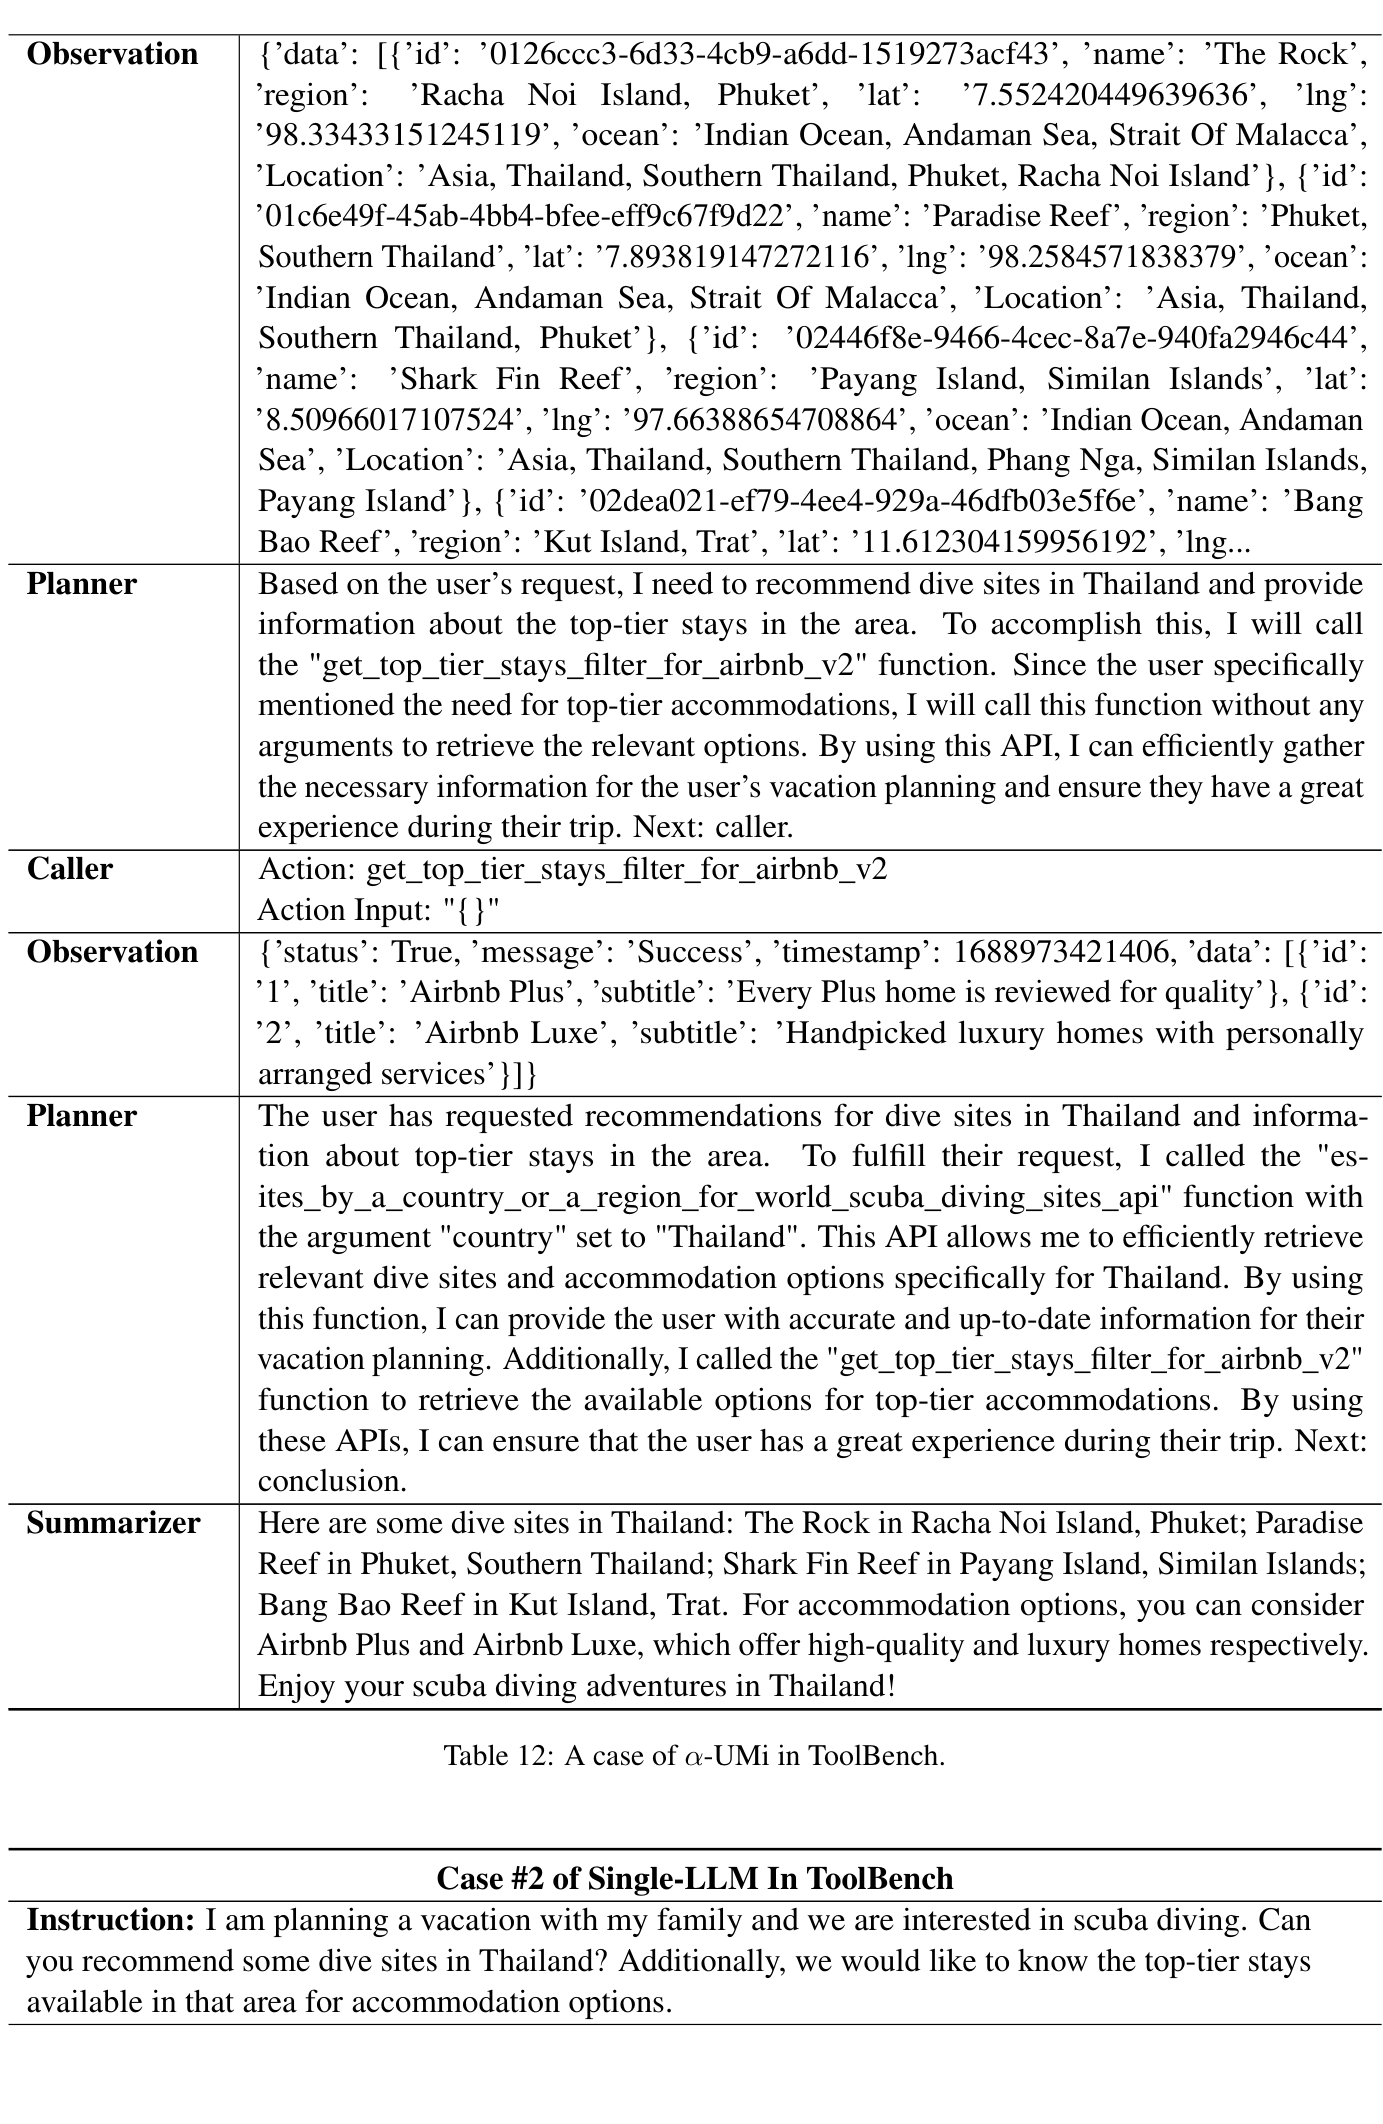 Observation
{’data’: [{’id’: ’0126ccc3-6d33-4cb9-a6dd-1519273acf43’, ’name’: ’The Rock’,
’region’: ’Racha Noi Island, Phuket’, ’lat’: ’7.552420449639636’, ’lng’:
’98.33433151245119’, ’ocean’: ’Indian Ocean, Andaman Sea, Strait Of Malacca’,
’Location’: ’Asia, Thailand, Southern Thailand, Phuket, Racha Noi Island’}, {’id’:
’01c6e49f-45ab-4bb4-bfee-eff9c67f9d22’, ’name’: ’Paradise Reef’, ’region’: ’Phuket,
Southern Thailand’, ’lat’: ’7.893819147272116’, ’lng’: ’98.2584571838379’, ’ocean’:
’Indian Ocean, Andaman Sea, Strait Of Malacca’, ’Location’: ’Asia, Thailand,
Southern Thailand, Phuket’}, {’id’: ’02446f8e-9466-4cec-8a7e-940fa2946c44’,
’name’: ’Shark Fin Reef’, ’region’: ’Payang Island, Similan Islands’, ’lat’:
’8.50966017107524’, ’lng’: ’97.66388654708864’, ’ocean’: ’Indian Ocean, Andaman
Sea’, ’Location’: ’Asia, Thailand, Southern Thailand, Phang Nga, Similan Islands,
Payang Island’}, {’id’: ’02dea021-ef79-4ee4-929a-46dfb03e5f6e’, ’name’: ’Bang
Bao Reef’, ’region’: ’Kut Island, Trat’, ’lat’: ’11.612304159956192’, ’lng...
Planner
Based on the user’s request, I need to recommend dive sites in Thailand and provide
information about the top-tier stays in the area. To accomplish this, I will call
the "get_top_tier_stays_filter_for_airbnb_v2" function. Since the user specifically
mentioned the need for top-tier accommodations, I will call this function without any
arguments to retrieve the relevant options. By using this API, I can efficiently gather
the necessary information for the user’s vacation planning and ensure they have a great
experience during their trip. Next: caller.
Caller
Action: get_top_tier_stays_filter_for_airbnb_v2
Action Input: "{}"
Observation
{’status’: True, ’message’: ’Success’, ’timestamp’: 1688973421406, ’data’: [{’id’:
’1’, ’title’: ’Airbnb Plus’, ’subtitle’: ’Every Plus home is reviewed for quality’}, {’id’:
’2’, ’title’: ’Airbnb Luxe’, ’subtitle’: ’Handpicked luxury homes with personally
arranged services’}]}
Planner
The user has requested recommendations for dive sites in Thailand and informa-
tion about top-tier stays in the area. To fulfill their request, I called the "es-
ites_by_a_country_or_a_region_for_world_scuba_diving_sites_api" function with
the argument "country" set to "Thailand". This API allows me to efficiently retrieve
relevant dive sites and accommodation options specifically for Thailand. By using
this function, I can provide the user with accurate and up-to-date information for their
vacation planning. Additionally, I called the "get_top_tier_stays_filter_for_airbnb_v2"
function to retrieve the available options for top-tier accommodations. By using
these APIs, I can ensure that the user has a great experience during their trip. Next:
conclusion.
Summarizer
Here are some dive sites in Thailand: The Rock in Racha Noi Island, Phuket; Paradise
Reef in Phuket, Southern Thailand; Shark Fin Reef in Payang Island, Similan Islands;
Bang Bao Reef in Kut Island, Trat. For accommodation options, you can consider
Airbnb Plus and Airbnb Luxe, which offer high-quality and luxury homes respectively.
Enjoy your scuba diving adventures in Thailand!
Table 12: A case of α-UMi in ToolBench.
Case #2 of Single-LLM In ToolBench
Instruction: I am planning a vacation with my family and we are interested in scuba diving. Can
you recommend some dive sites in Thailand? Additionally, we would like to know the top-tier stays
available in that area for accommodation options.